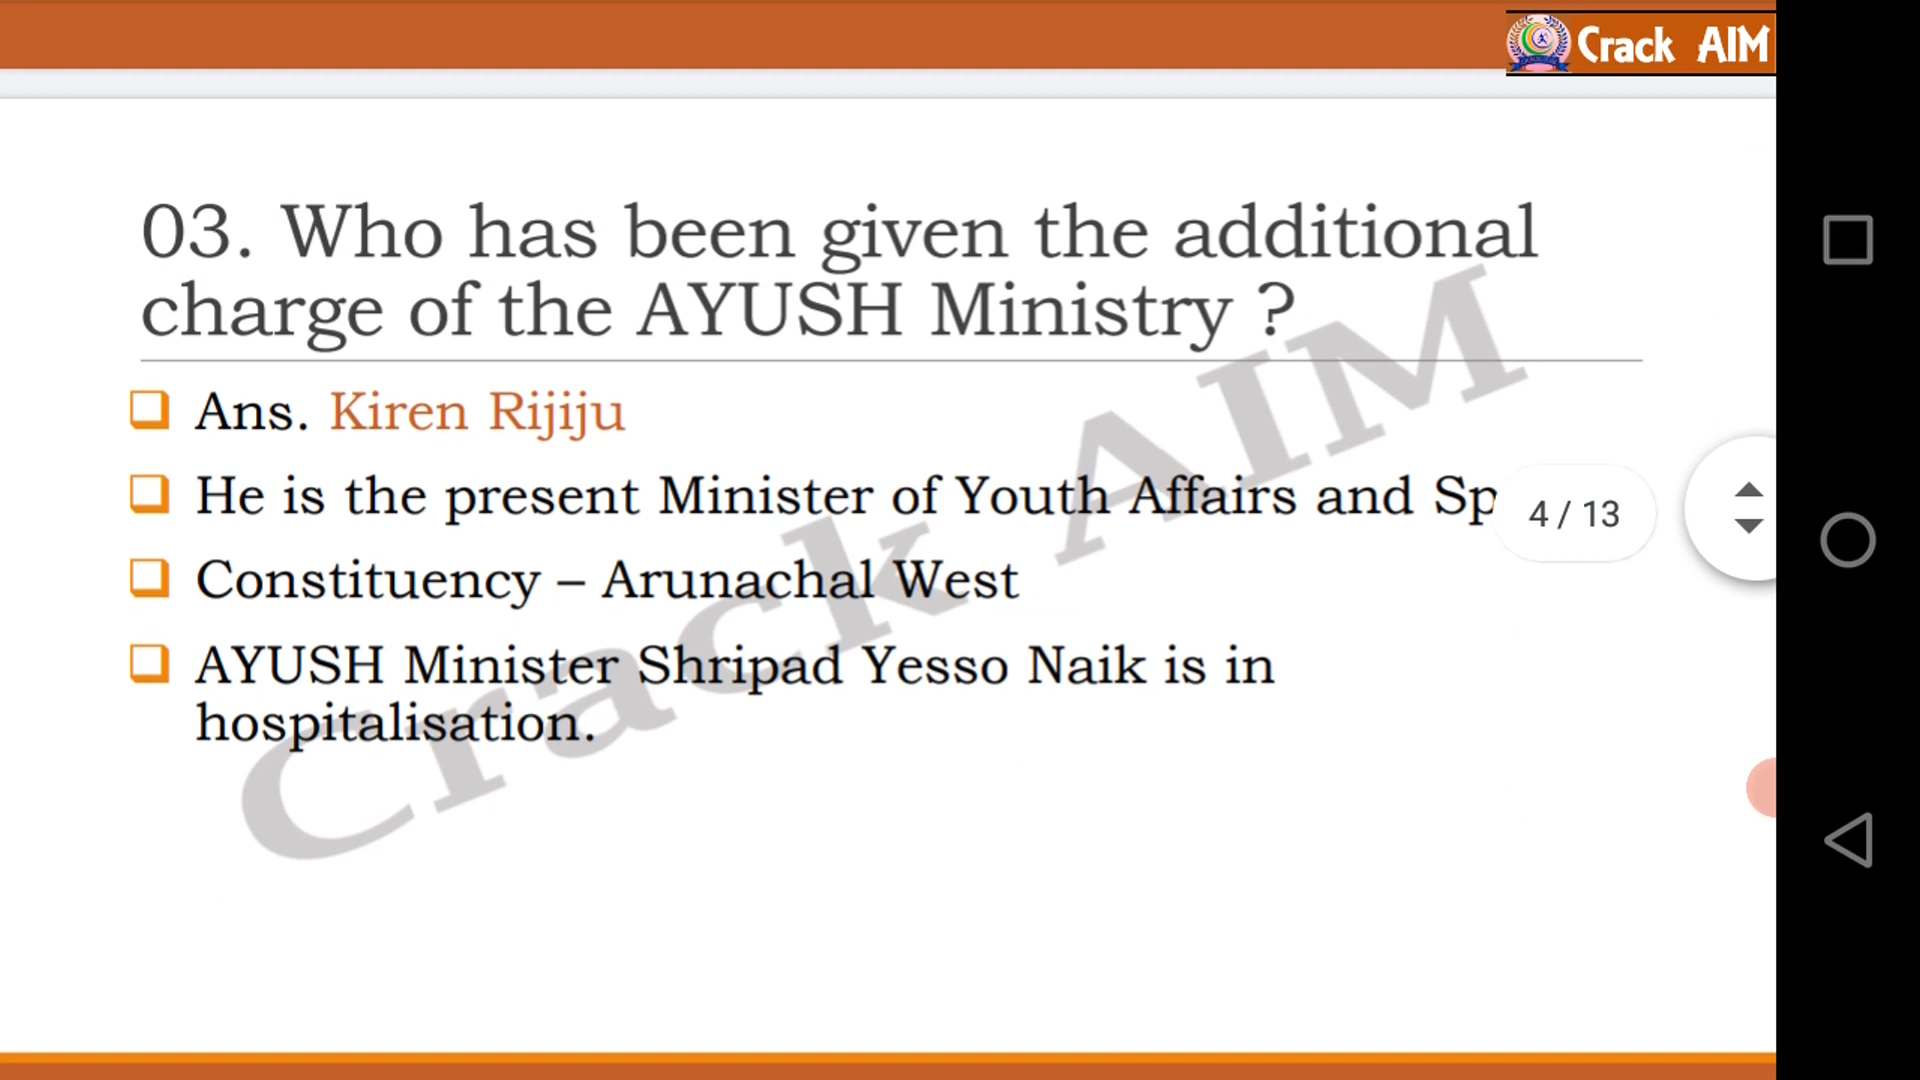 Crack AIM
03. Who has been given the additional
charge of the AYUSH Ministry ?
Ans. Kiren Rijiju
He is the present Minister of Youth Affairs and Sp
4 / 13
Constituency – Arunachal West
AYUSH Minister Shripad Yesso Naik is in
hospitalisation.
Crack AIM